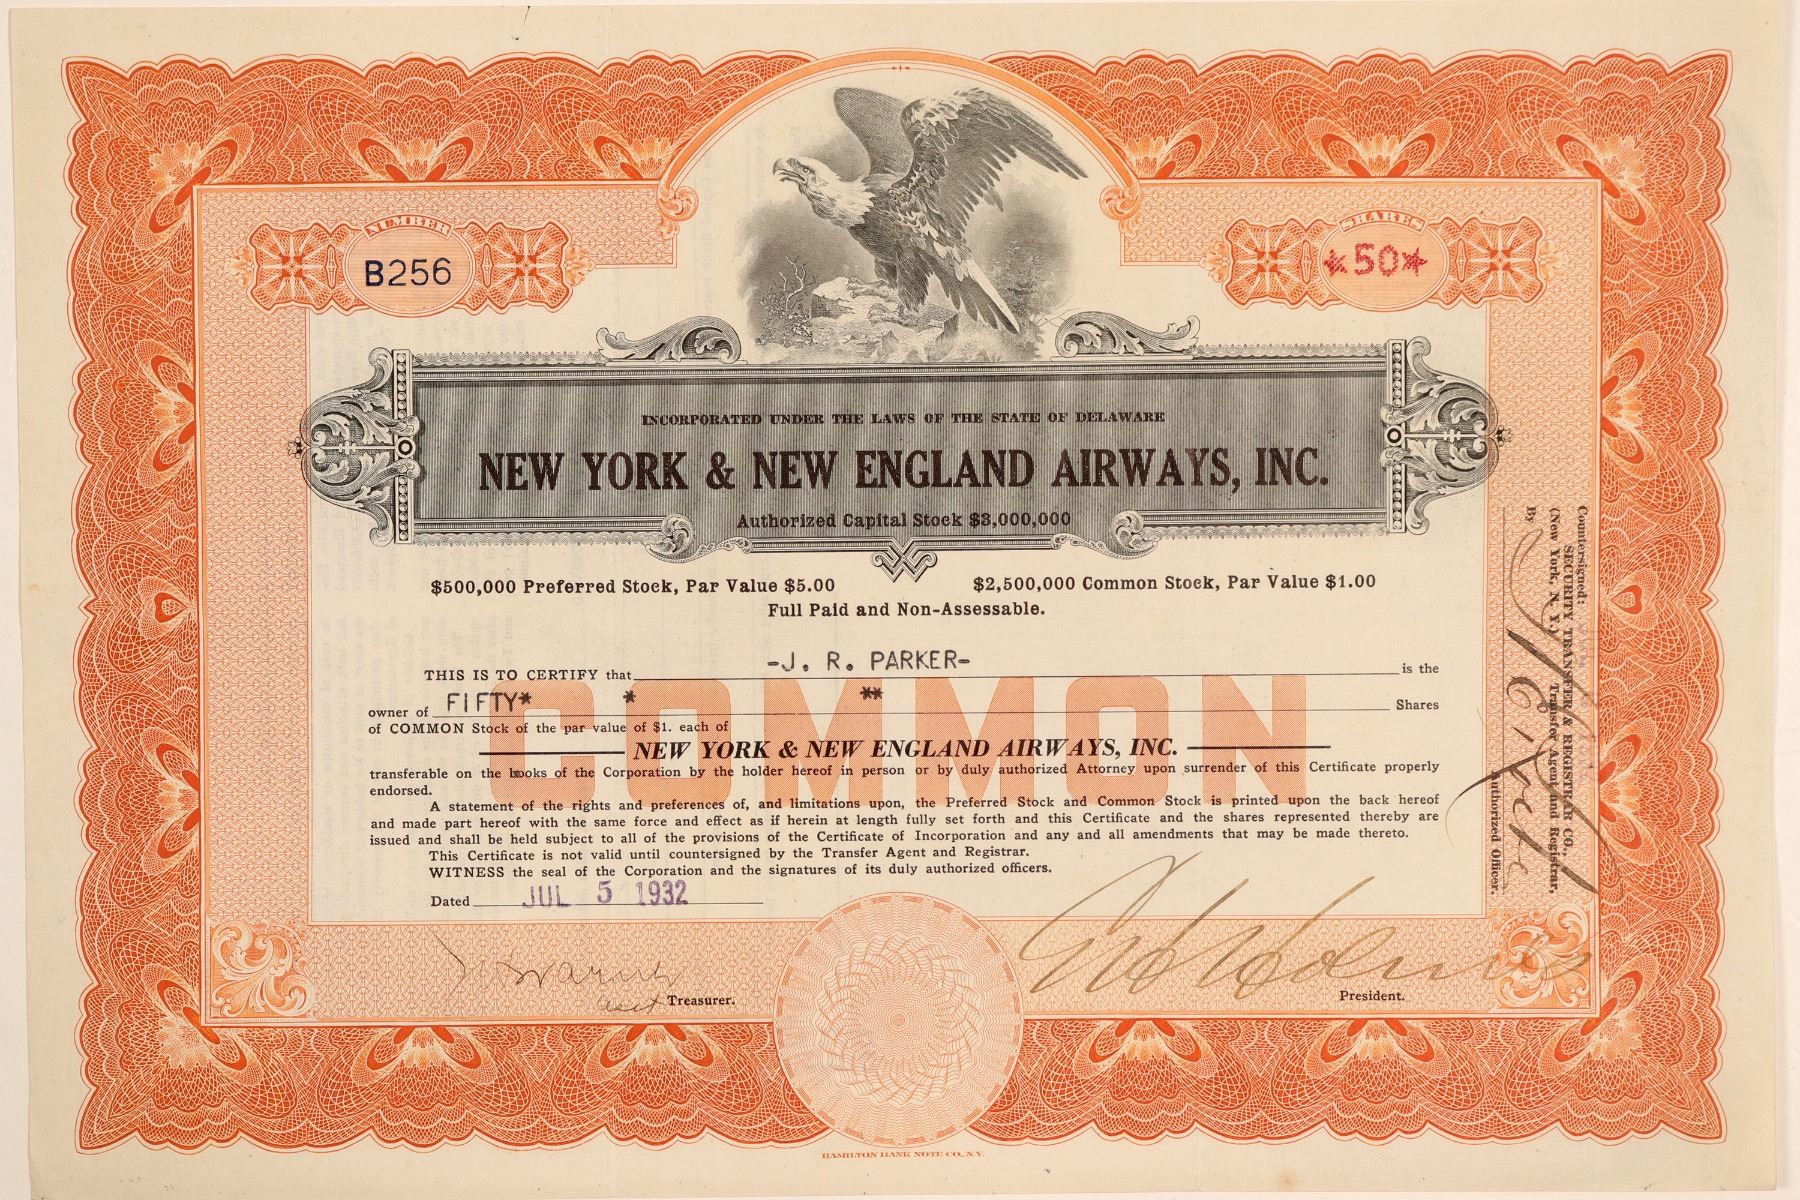 NUMBER
B256
SHARES
*50*
INCORPORATED UNDER THE LAWS OF THE STATE OF DELAWARE
NEW YORK & NEW ENGLAND AIRWAYS, INC.
Authorized Capital Stock $3,000,000
$500,000 Preferred Stock, Par Value $5.00 $2,500,000 Common Stock, Par Value $1.00
Full Paid and Non-Assessable.
COMMON
THIS IS TO CERTIFY that -J. R. PARKER- is the
owner of FIFTY* * ** Shares
of COMMON Stock of the par value of $1. each of
NEW YORK & NEW ENGLAND AIRWAYS, INC.
transferable on the books of the Corporation by the holder hereof in person or by duly authorized Attorney upon surrender of this Certificate properly
endorsed.
A statement of the rights and preferences of, and limitations upon, the Preferred Stock and Common Stock is printed upon the back hereof
and made part hereof with the same force and effect as if herein at length fully set forth and this Certificate and the shares represented thereby are
issued and shall be held subject to all of the provisions of the Certificate of Incorporation and any and all amendments that may be made thereto.
This Certificate is not valid until countersigned by the Transfer Agent and Registrar.
WITNESS the seal of the Corporation and the signatures of its duly authorized officers.
Dated JUL 5 1932
asst Treasurer.
President.
Countersigned:
SECURITY TRANSFER & REGISTRAR CO.,
(New York, N. Y.) Transfer Agent and Registrar,
By
Authorized Officer.
HAMILTON BANK NOTE CO., N.Y.